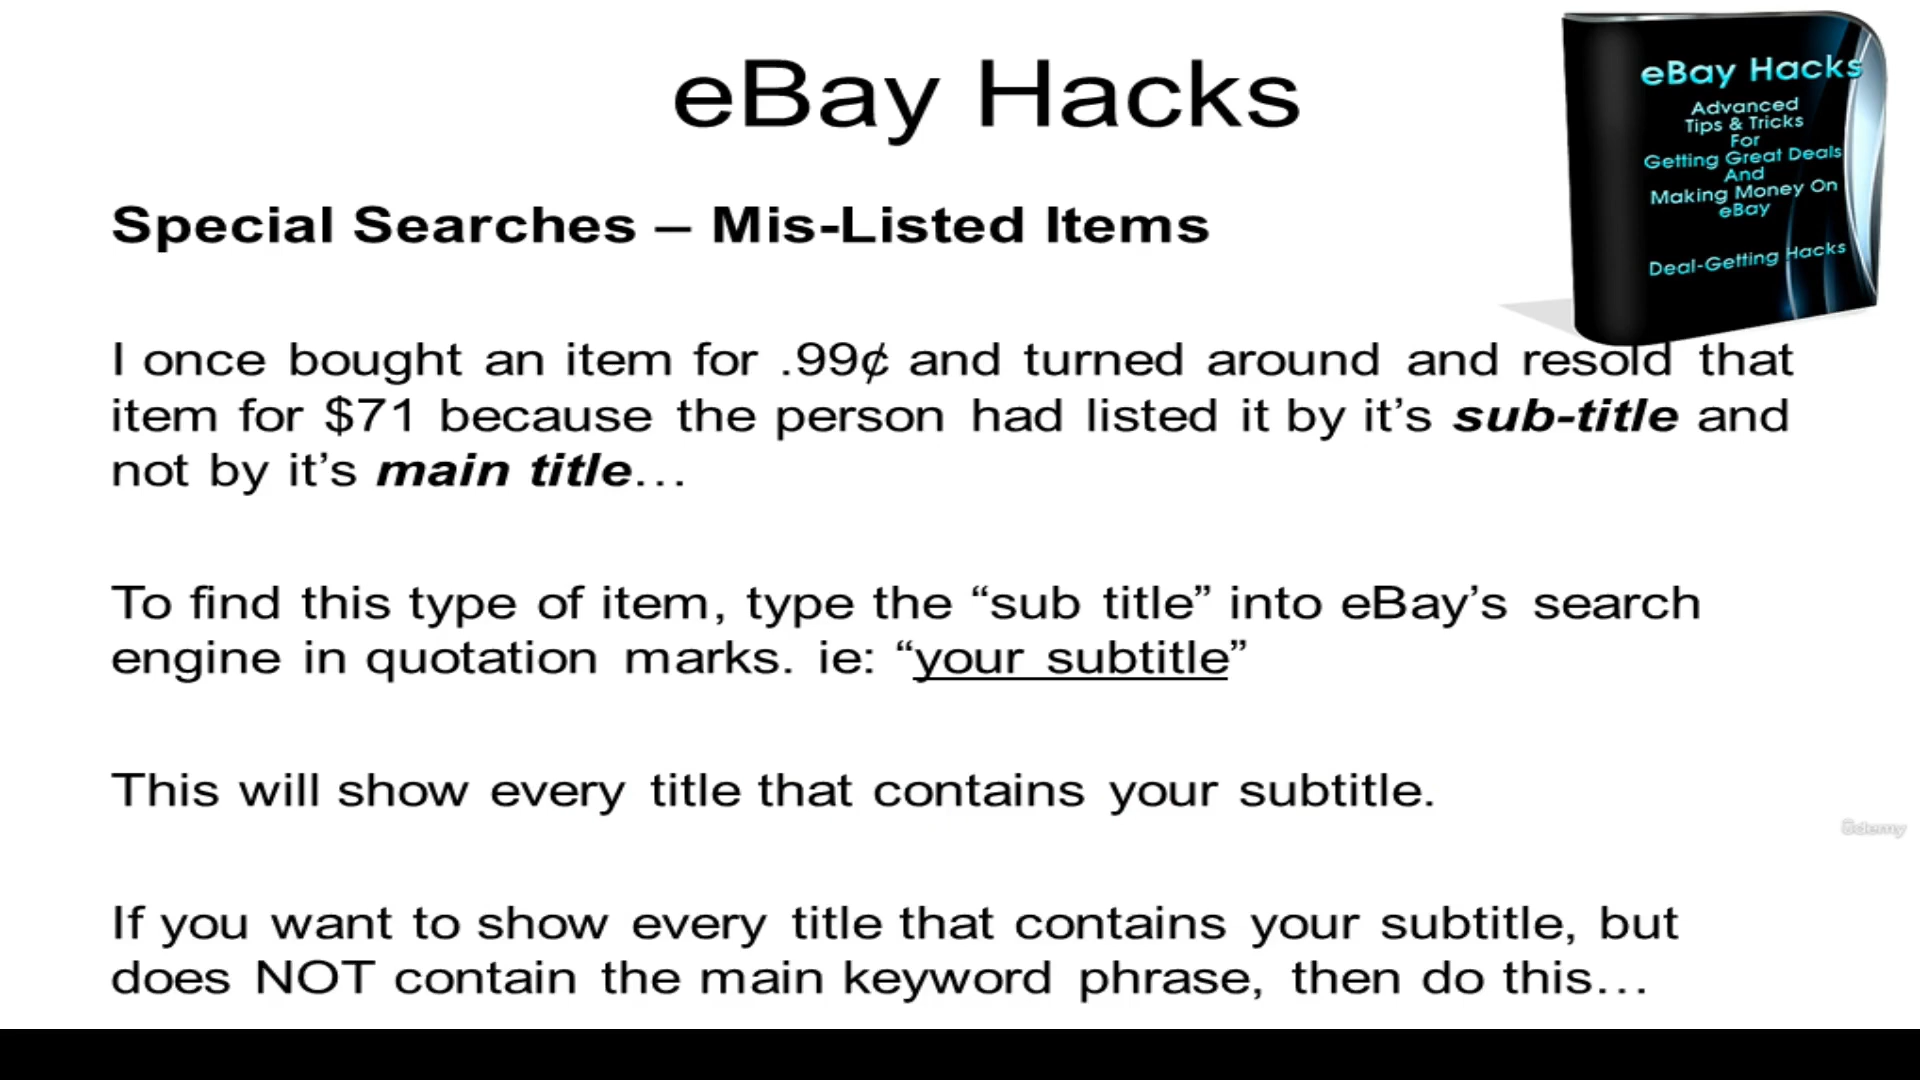 eBay Hacks
eBay Hacks
Advanced
Tips & Tricks
For
Getting Great Deals
And
Making Money On
eBay
Deal-Getting Hacks
Special Searches – Mis-Listed Items
I once bought an item for .99¢ and turned around and resold that
item for $71 because the person had listed it by it’s sub-title and
not by it’s main title…
To find this type of item, type the “sub title” into eBay’s search
engine in quotation marks. ie: “your subtitle”
This will show every title that contains your subtitle.
udemy
If you want to show every title that contains your subtitle, but
does NOT contain the main keyword phrase, then do this…